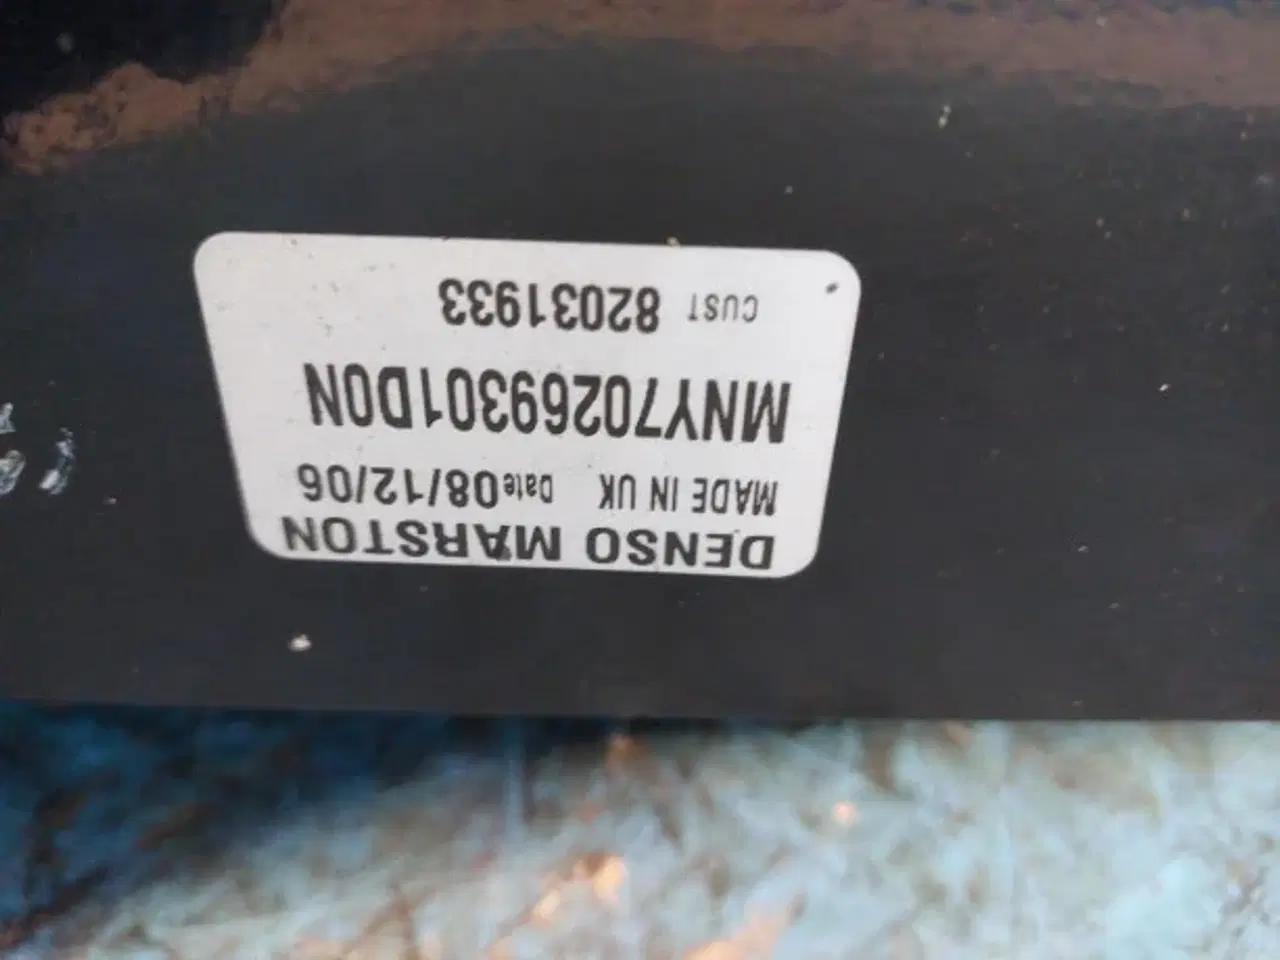 DENSO MARSTON
MADE IN UK Date 08/12/06
MNY70269301D0N
CUST 82031933